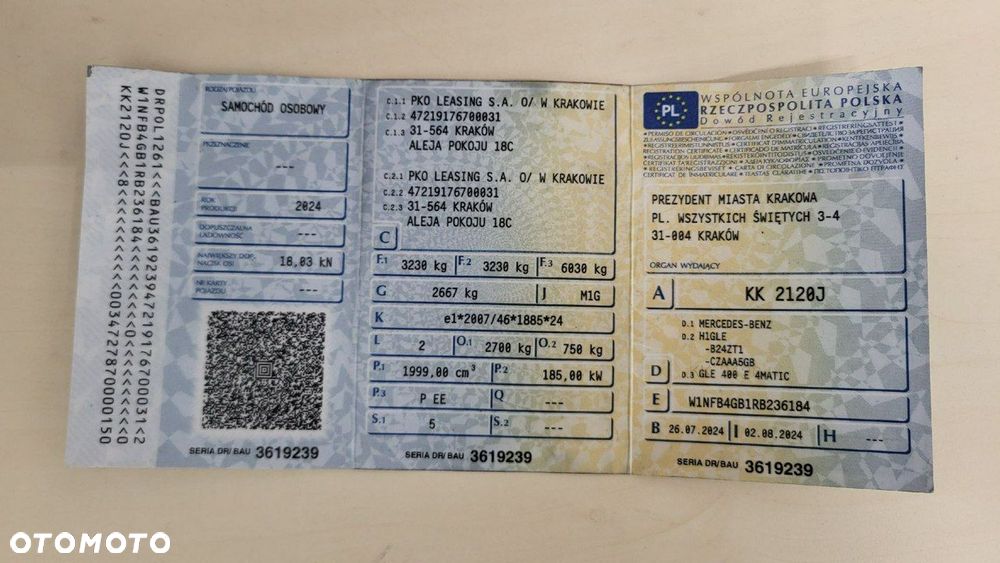 DRPOL1261<<<BAU361923947219176700031<2
W1NFB4GB1RB236184<<<<<<<0<<<<<<<<<<0
KK2120J<<8<<<<<<<<<<<<00347278700000150
RODZAJ POJAZDU
SAMOCHÓD OSOBOWY
PRZEZNACZENIE
---
ROK PRODUKCJI 2024
DOPUSZCZALNA ŁADOWNOŚĆ ---
NAJWIĘKSZY DOP. NACISK OSI 18,03 kN
NR KARTY POJAZDU ---
SERIA DR/BAU 3619239
C.1.1 PKO LEASING S.A. O/ W KRAKOWIE
C.1.2 47219176700031
C.1.3 31-564 KRAKÓW
ALEJA POKOJU 18C
C.2.1 PKO LEASING S.A. O/ W KRAKOWIE
C.2.2 47219176700031
C.2.3 31-564 KRAKÓW
ALEJA POKOJU 18C
C
F.1 3230 kg F.2 3230 kg F.3 6030 kg
G 2667 kg J M1G
K e1*2007/46*1885*24
L 2 O.1 2700 kg O.2 750 kg
P.1 1999,00 cm³ P.2 185,00 kW
P.3 P EE Q ---
S.1 5 S.2 ---
SERIA DR/BAU 3619239
PL
WSPÓLNOTA EUROPEJSKA
RZECZPOSPOLITA POLSKA
Dowód Rejestracyjny
PREZYDENT MIASTA KRAKOWA
PL. WSZYSTKICH ŚWIĘTYCH 3-4
31-004 KRAKÓW
ORGAN WYDAJĄCY
A KK 2120J
D.1 MERCEDES-BENZ
D.2 H1GLE
-B24ZT1
-CZAAA5GB
D D.3 GLE 400 E 4MATIC
E W1NFB4GB1RB236184
B 26.07.2024 I 02.08.2024 H ---
SERIA DR/BAU 3619239
OTOMOTO